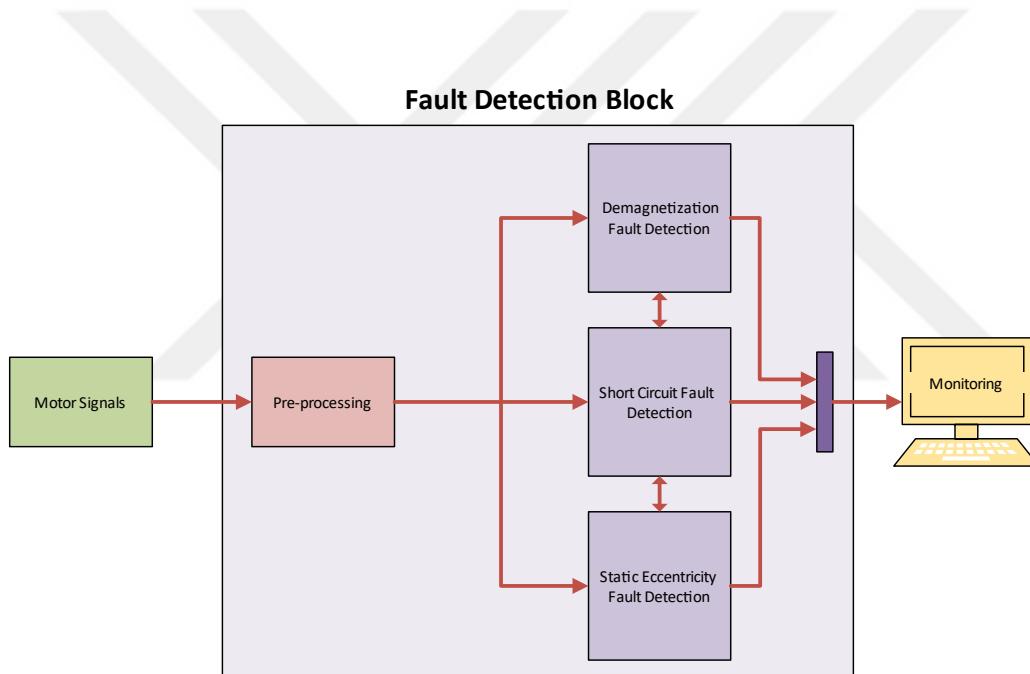 Fault Detection Block
Demagnetization
Fault Detection
Motor Signals
Pre-processing
Short Circuit Fault
Detection
Monitoring
Static Eccentricity
Fault Detection